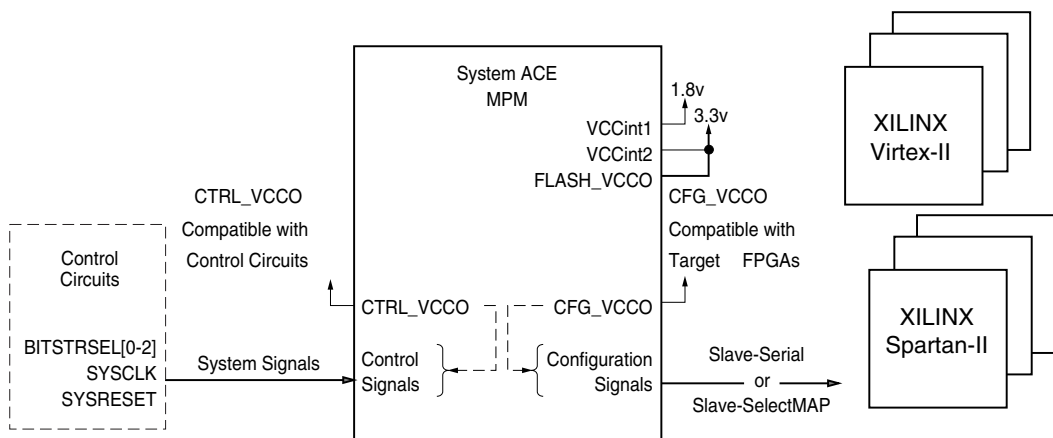 System ACE
MPM
1.8v
3.3v
VCCint1
VCCint2
FLASH_VCCO
XILINX
Virtex-II
CTRL_VCCO
Compatible with
Control Circuits
CFG_VCCO
Compatible with
Target FPGAs
Control
Circuits
CTRL_VCCO
CFG_VCCO
BITSTRSEL[0-2]
SYSCLK
SYSRESET
System Signals
Control
Signals
Configuration
Signals
Slave-Serial
or
Slave-SelectMAP
XILINX
Spartan-II